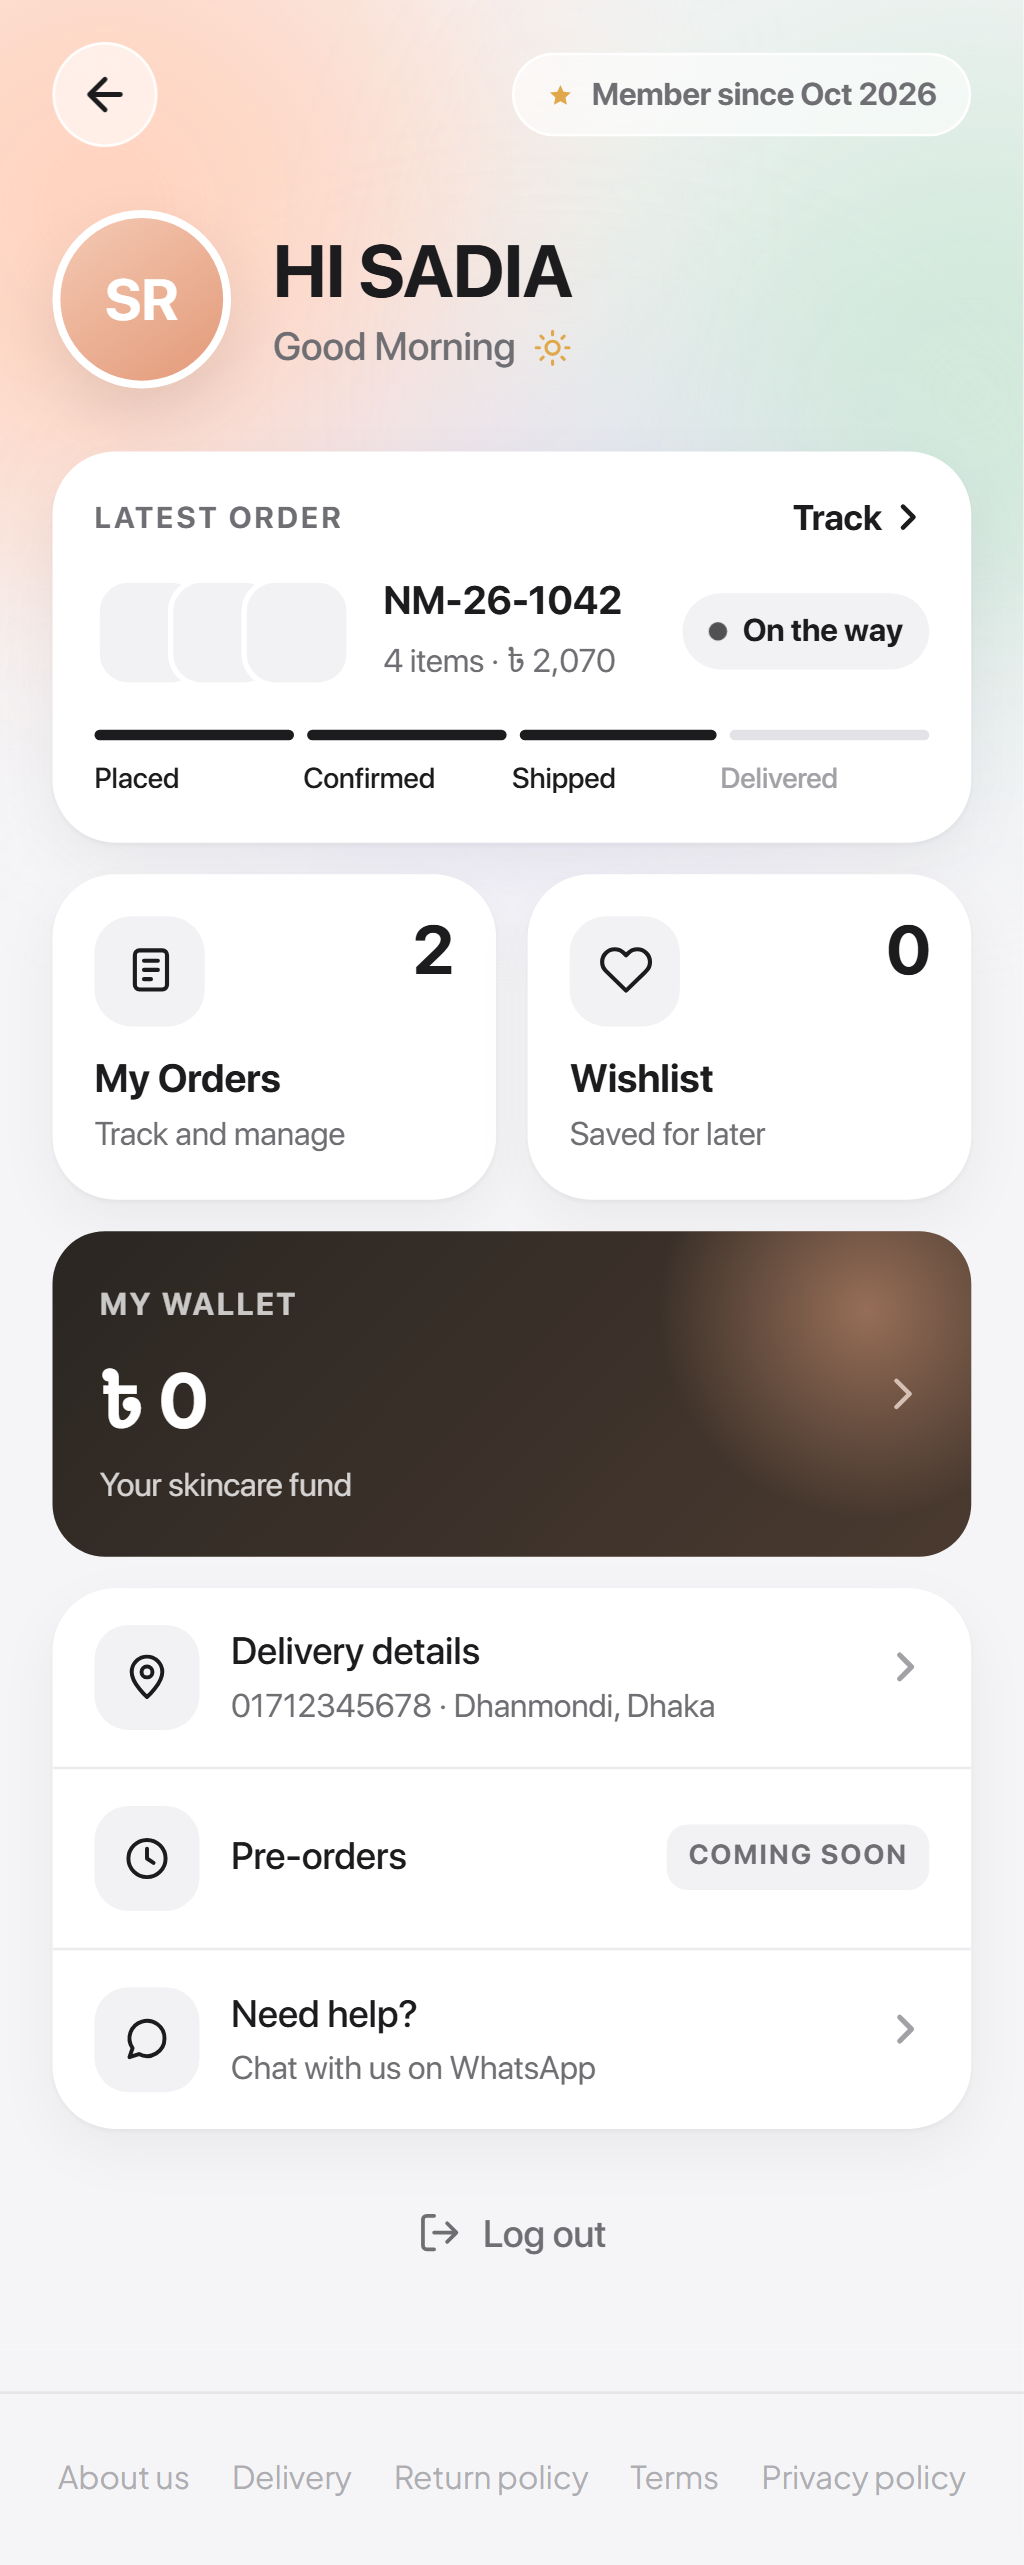 Member since Oct 2026
SR
HI SADIA
Good Morning
LATEST ORDER
Track
NM-26-1042
4 items · ৳ 2,070
On the way
Placed
Confirmed
Shipped
Delivered
2
My Orders
Track and manage
0
Wishlist
Saved for later
MY WALLET
৳ 0
Your skincare fund
Delivery details
01712345678 · Dhanmondi, Dhaka
Pre-orders
COMING SOON
Need help?
Chat with us on WhatsApp
Log out
About us
Delivery
Return policy
Terms
Privacy policy